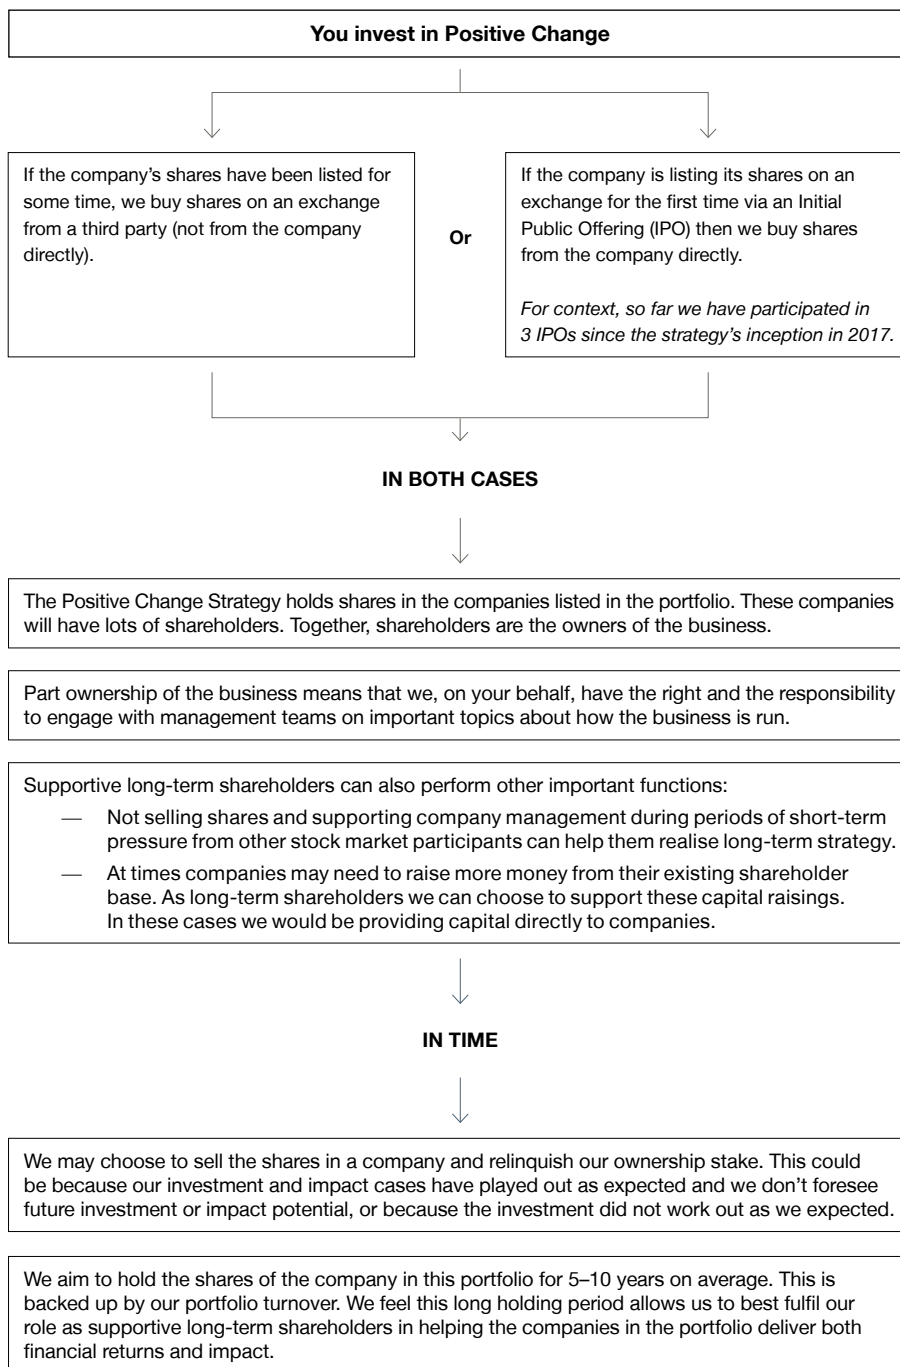 You invest in Positive Change
If the company's shares have been listed for
some time, we buy shares on an exchange
from a third party (not from the company
directly).
Or
If the company is listing its shares on an
exchange for the first time via an Initial
Public Offering (IPO) then we buy shares
from the company directly.
For context, so far we have participated in
3 IPOs since the strategy's inception in 2017.
IN BOTH CASES
The Positive Change Strategy holds shares in the companies listed in the portfolio. These companies
will have lots of shareholders. Together, shareholders are the owners of the business.
Part ownership of the business means that we, on your behalf, have the right and the responsibility
to engage with management teams on important topics about how the business is run.
Supportive long-term shareholders can also perform other important functions:
— Not selling shares and supporting company management during periods of short-term
pressure from other stock market participants can help them realise long-term strategy.
— At times companies may need to raise more money from their existing shareholder
base. As long-term shareholders we can choose to support these capital raisings.
In these cases we would be providing capital directly to companies.
IN TIME
We may choose to sell the shares in a company and relinquish our ownership stake. This could
be because our investment and impact cases have played out as expected and we don't foresee
future investment or impact potential, or because the investment did not work out as we expected.
We aim to hold the shares of the company in this portfolio for 5–10 years on average. This is
backed up by our portfolio turnover. We feel this long holding period allows us to best fulfil our
role as supportive long-term shareholders in helping the companies in the portfolio deliver both
financial returns and impact.